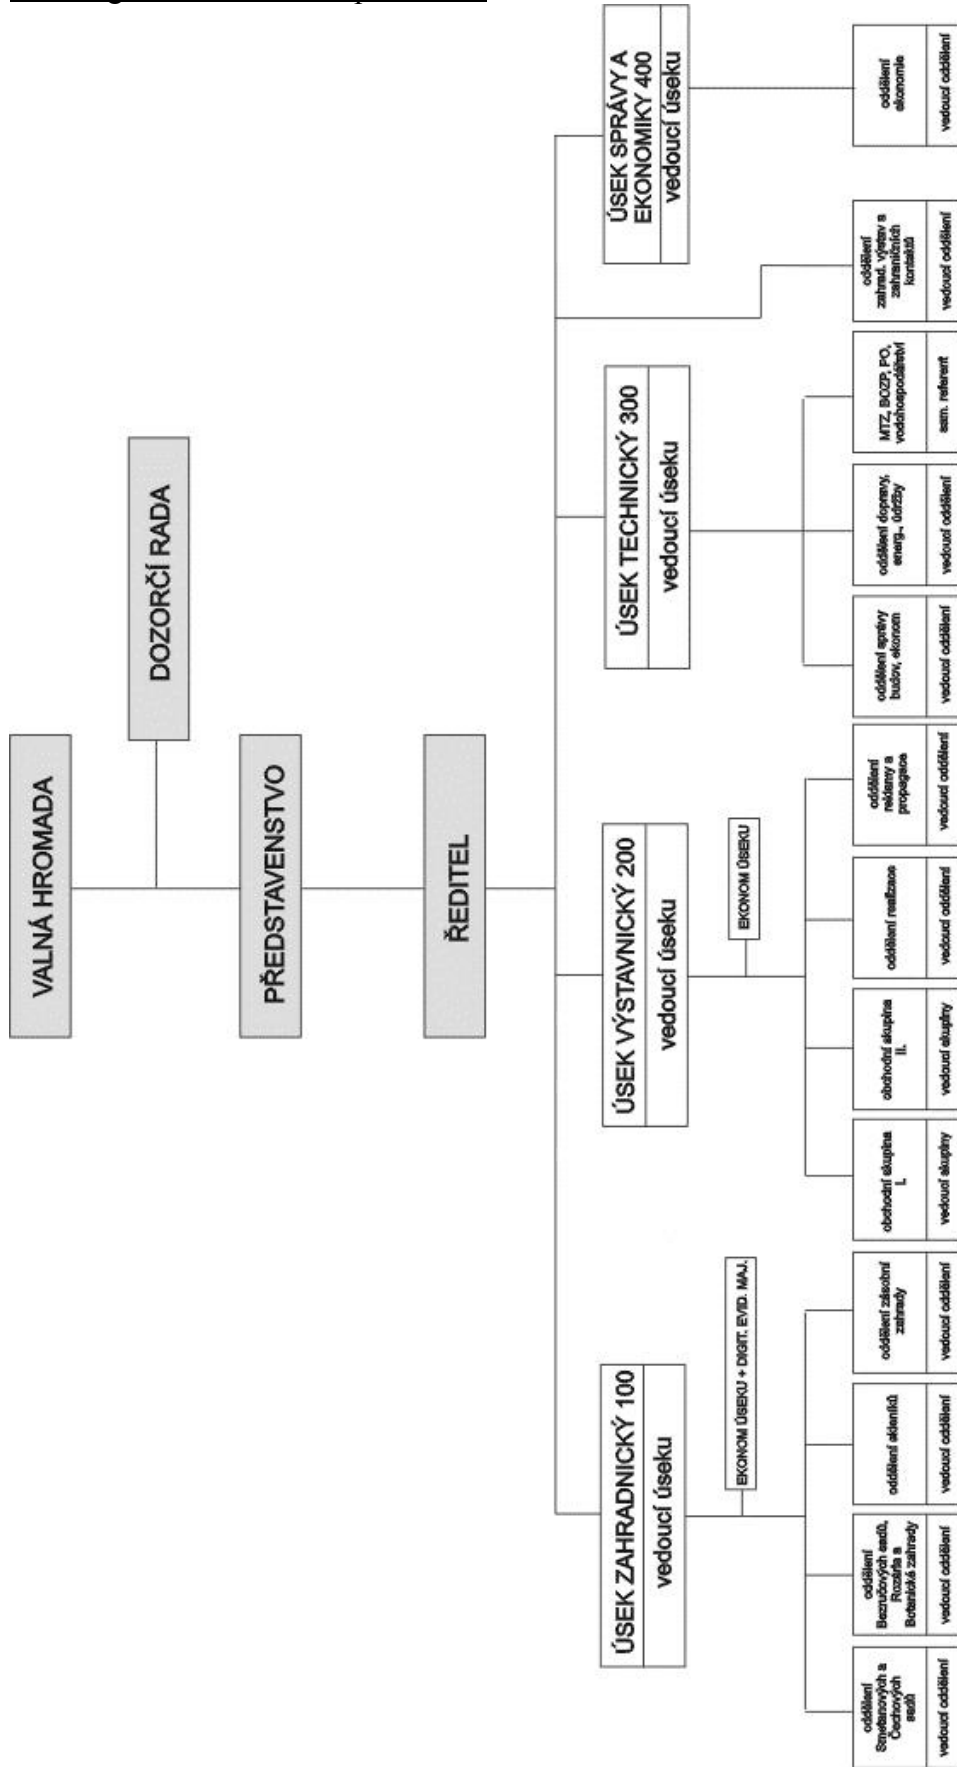 VALNÁ HROMADA
DOZORČÍ RADA
PŘEDSTAVENSTVO
ŘEDITEL
ÚSEK ZAHRADNICKÝ 100
vedoucí úseku
ÚSEK VÝSTAVNICKÝ 200
vedoucí úseku
ÚSEK TECHNICKÝ 300
vedoucí úseku
ÚSEK SPRÁVY A
EKONOMIKY 400
vedoucí úseku
EKONOM ÚSEKU + DIGIT. EVID. MAJ.
EKONOM ÚSEKU
oddělení
Smetanových a
Čechových
sadů
vedoucí oddělení
oddělení
Bezručových sadů,
Rozária a
Botanické zahrady
vedoucí oddělení
oddělení skleníků
vedoucí oddělení
oddělení zásobní
zahrady
vedoucí oddělení
obchodní skupina
I.
vedoucí skupiny
obchodní skupina
II.
vedoucí skupiny
oddělení realizace
vedoucí oddělení
oddělení
reklamy a
propagace
vedoucí oddělení
oddělení správy
budov, ekonom
vedoucí oddělení
oddělení dopravy,
energ., údržby
vedoucí oddělení
MTZ, BOZP, PO,
vodohospodářství
sam. referent
oddělení
zahrad. výstav a
zahraničních
kontaktů
vedoucí oddělení
oddělení
ekonomie
vedoucí oddělení